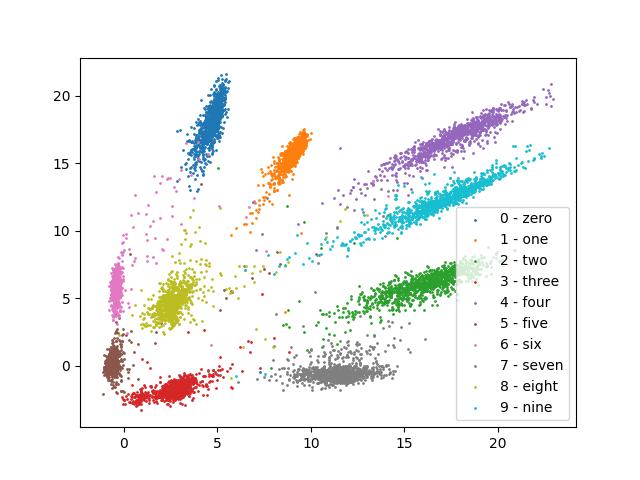 20
15
10
5
0
0
5
10
15
20
0 - zero
1 - one
2 - two
3 - three
4 - four
5 - five
6 - six
7 - seven
8 - eight
9 - nine